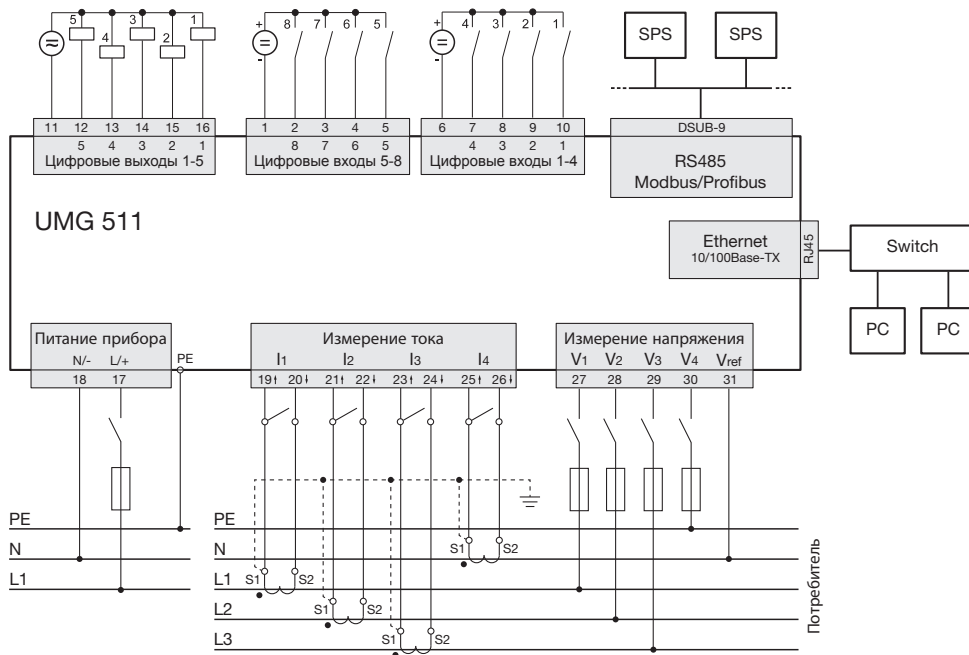 5 3 1
4 2
+ 8 7 6 5
-
+ 4 3 2 1
-
SPS SPS
11 12 13 14 15 16
5 4 3 2 1
Цифровые выходы 1-5
1 2 3 4 5
8 7 6 5
Цифровые входы 5-8
6 7 8 9 10
4 3 2 1
Цифровые входы 1-4
DSUB-9
RS485
Modbus/Profibus
UMG 511
Ethernet
10/100Base-TX
RJ45
Switch
PC PC
Питание прибора
N/- L/+
18 17
PE
Измерение тока
I1 I2 I3 I4
19 20 21 22 23 24 25 26
Измерение напряжения
V1 V2 V3 V4 Vref
27 28 29 30 31
PE
N
L1
PE
N
L1
L2
L3
S1 S2
S1 S2
S1 S2
S1 S2
Потребитель